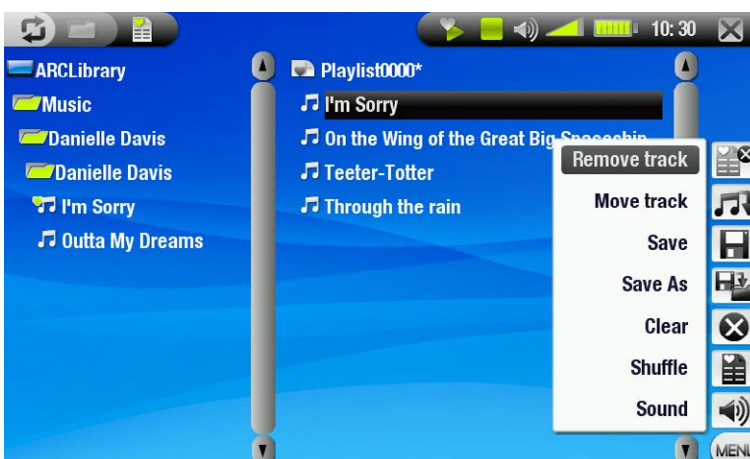 10:30
ARCLibrary
Music
Danielle Davis
Danielle Davis
I'm Sorry
Outta My Dreams
Playlist0000*
I'm Sorry
On the Wing of the Great Big Spaceship
Teeter-Totter
Through the rain
Remove track
Move track
Save
Save As
Clear
Shuffle
Sound
MENU